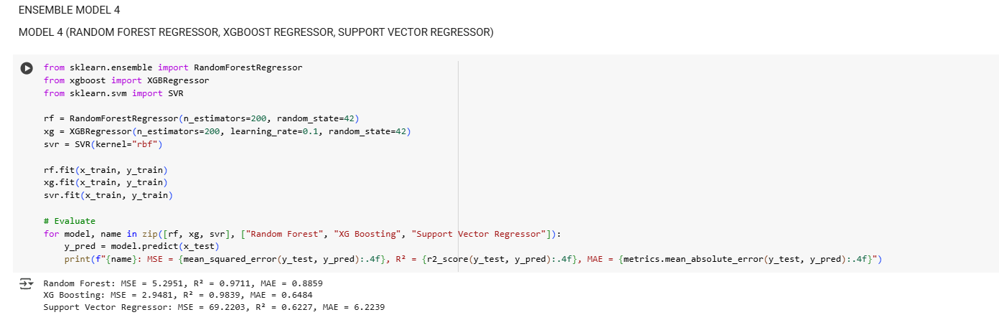 ENSEMBLE MODEL 4
MODEL 4 (RANDOM FOREST REGRESSOR, XGBOOST REGRESSOR, SUPPORT VECTOR REGRESSOR)
from sklearn.ensemble import RandomForestRegressor
from xgboost import XGBRegressor
from sklearn.svm import SVR
rf = RandomForestRegressor(n_estimators=200, random_state=42)
xg = XGBRegressor(n_estimators=200, learning_rate=0.1, random_state=42)
svr = SVR(kernel="rbf")
rf.fit(x_train, y_train)
xg.fit(x_train, y_train)
svr.fit(x_train, y_train)
# Evaluate
for model, name in zip([rf, xg, svr], ["Random Forest", "XG Boosting", "Support Vector Regressor"]):
    y_pred = model.predict(x_test)
    print(f"{name}: MSE = {mean_squared_error(y_test, y_pred):.4f}, R² = {r2_score(y_test, y_pred):.4f}, MAE = {metrics.mean_absolute_error(y_test, y_pred):.4f}")
Random Forest: MSE = 5.2951, R² = 0.9711, MAE = 0.8859
XG Boosting: MSE = 2.9481, R² = 0.9839, MAE = 0.6484
Support Vector Regressor: MSE = 69.2203, R² = 0.6227, MAE = 6.2239